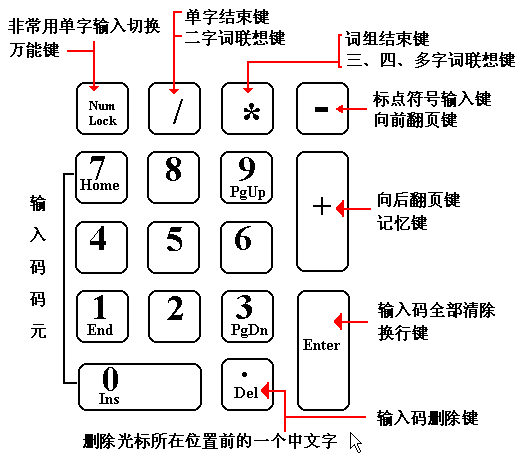 非常用单字输入切换
万能键
单字结束键
二字词联想键
词组结束键
三、四、多字词联想键
Num
Lock
/
*
-
标点符号输入键
向前翻页键
7
Home
8
9
PgUp
+
向后翻页键
记忆键
输入码码元
4
5
6
1
End
2
3
PgDn
Enter
输入码全部清除
换行键
0
Ins
.
Del
输入码删除键
删除光标所在位置前的一个中文字